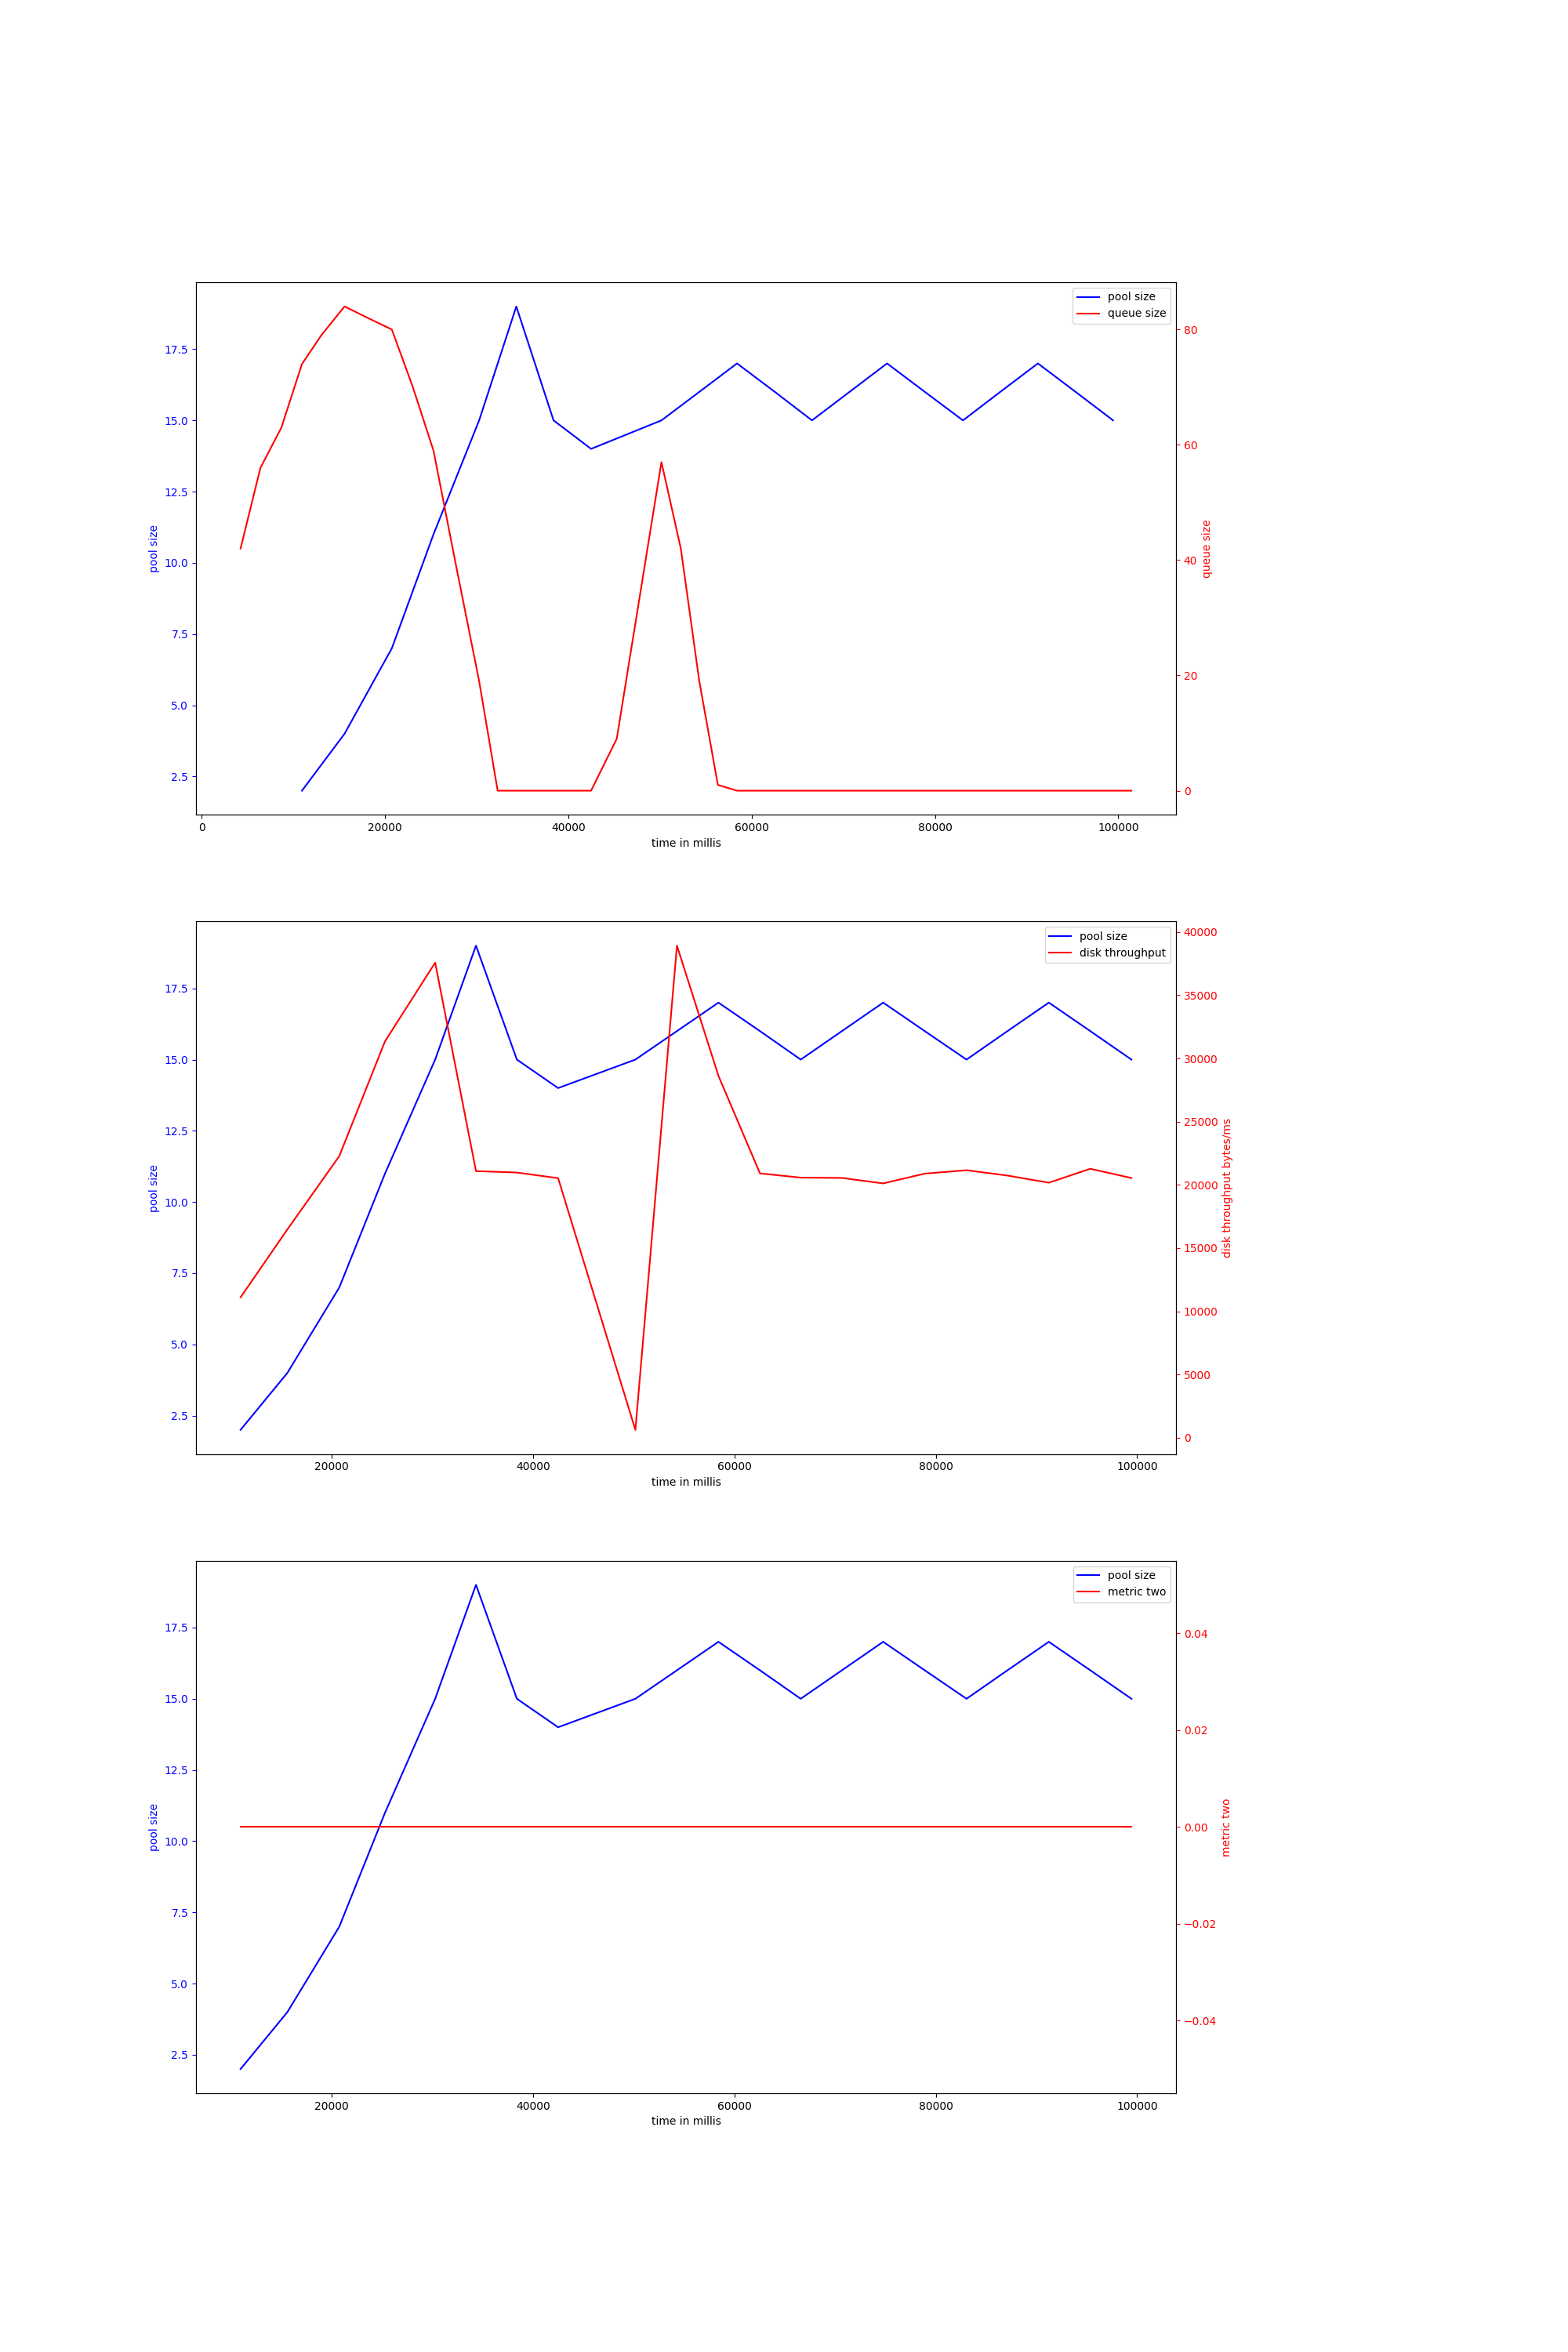 pool size
queue size
17.5
15.0
12.5
10.0
7.5
5.0
2.5
pool size
80
60
40
20
0
queue size
0 20000 40000 60000 80000 100000
time in millis
pool size
disk throughput
17.5
15.0
12.5
10.0
7.5
5.0
2.5
pool size
40000
35000
30000
25000
20000
15000
10000
5000
0
disk throughput bytes/ms
20000 40000 60000 80000 100000
time in millis
pool size
metric two
17.5
15.0
12.5
10.0
7.5
5.0
2.5
pool size
0.04
0.02
0.00
−0.02
−0.04
metric two
20000 40000 60000 80000 100000
time in millis